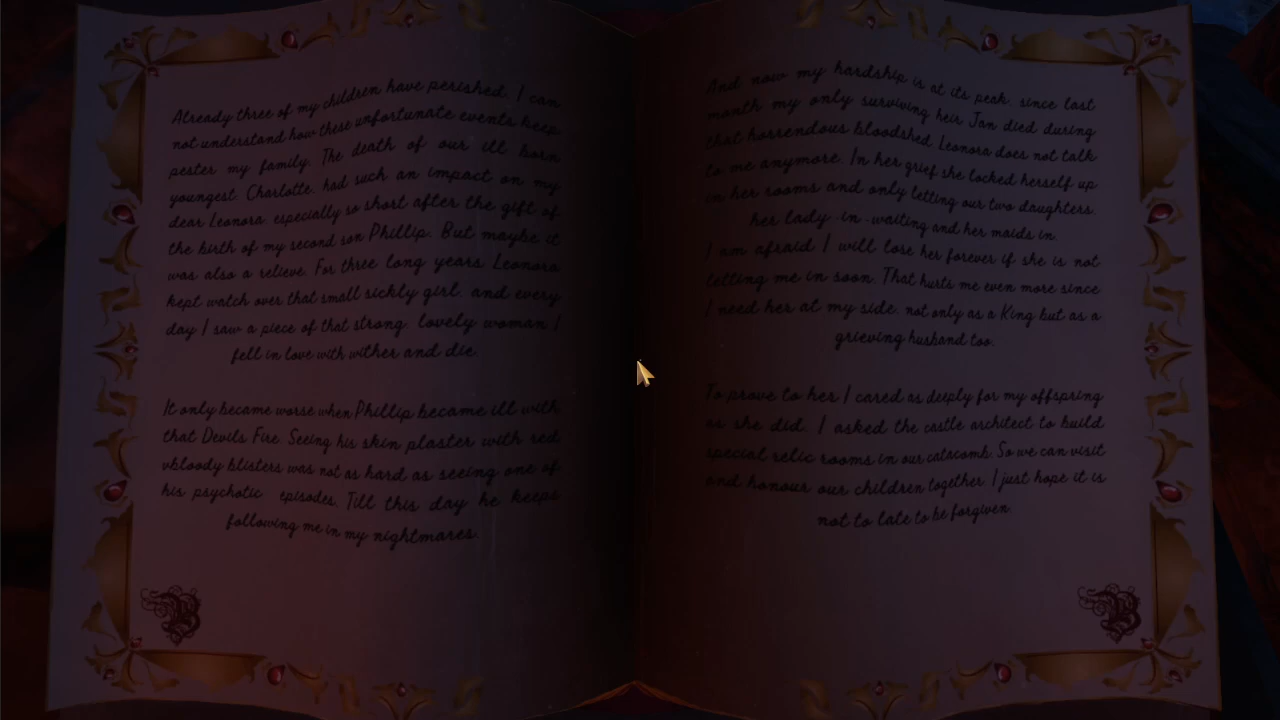 Already three of my children have perished. I can
not understand how these unfortunate events keep
pester my family. The death of our ill born
youngest, Charlotte, had such an impact on my
dear Leonora, especially so short after the gift of
the birth of my second son Phillip. But maybe it
was also a relieve. For three long years Leonora
kept watch over that small sickly girl, and every
day I saw a piece of that strong, lovely woman I
fell in love with wither and die.
It only became worse when Phillip became ill with
that Devils Fire. Seeing his skin plaster with red
vbloody blisters was not as hard as seeing one of
his psychotic episodes. Till this day he keeps
following me in my nightmares.
And now my hardship is at its peak, since last
manth my only surviving heir Jan died during
that horrendous bloodshed. Leonora does not talk
to me anymore. In her grief she locked herself up
in her rooms and only letting our two daughters,
her lady-in-waiting and her maids in.
I am afraid I will lose her forever if she is not
letting me in soon. That hurts me even more since
I need her at my side, not only as a King but as a
grieving husband too.
To prove to her I cared as deeply for my offspring
as she did, I asked the castle architect to build
special relic rooms in our catacomb. So we can visit
and honour our children together. I just hope it is
not to late to be forgiven.